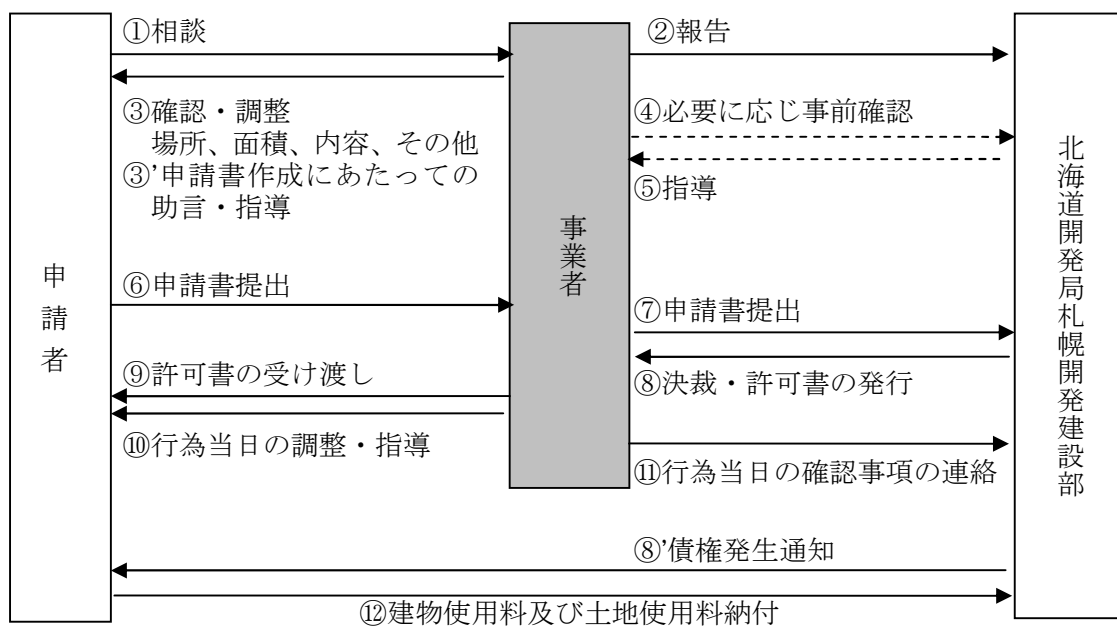 ①相談
②報告
③確認・調整
場所、面積、内容、その他
③’申請書作成にあたっての
助言・指導
④必要に応じ事前確認
⑤指導
申請者
事業者
北海道開発局札幌開発建設部
⑥申請書提出
⑦申請書提出
⑨許可書の受け渡し
⑧決裁・許可書の発行
⑩行為当日の調整・指導
⑪行為当日の確認事項の連絡
⑧’債権発生通知
⑫建物使用料及び土地使用料納付